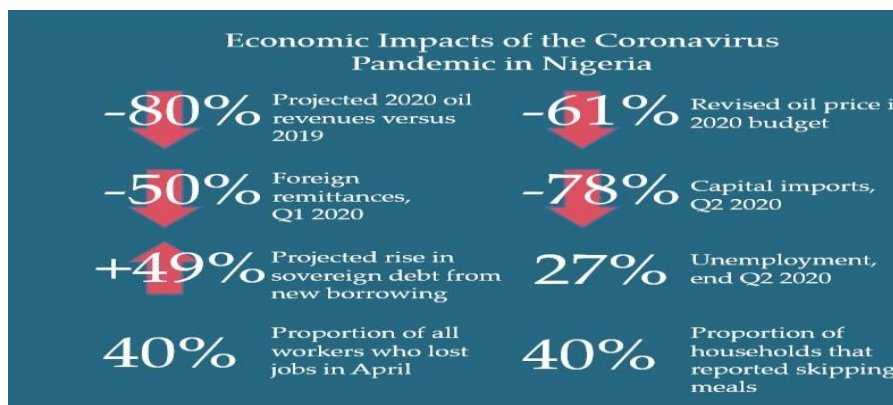 Economic Impacts of the Coronavirus
Pandemic in Nigeria
-80%
Projected 2020 oil
revenues versus
2019
-61%
Revised oil price i
2020 budget
-50%
Foreign
remittances,
Q1 2020
-78%
Capital imports,
Q2 2020
+49%
Projected rise in
sovereign debt from
new borrowing
27%
Unemployment,
end Q2 2020
40%
Proportion of all
workers who lost
jobs in April
40%
Proportion of
households that
reported skipping
meals